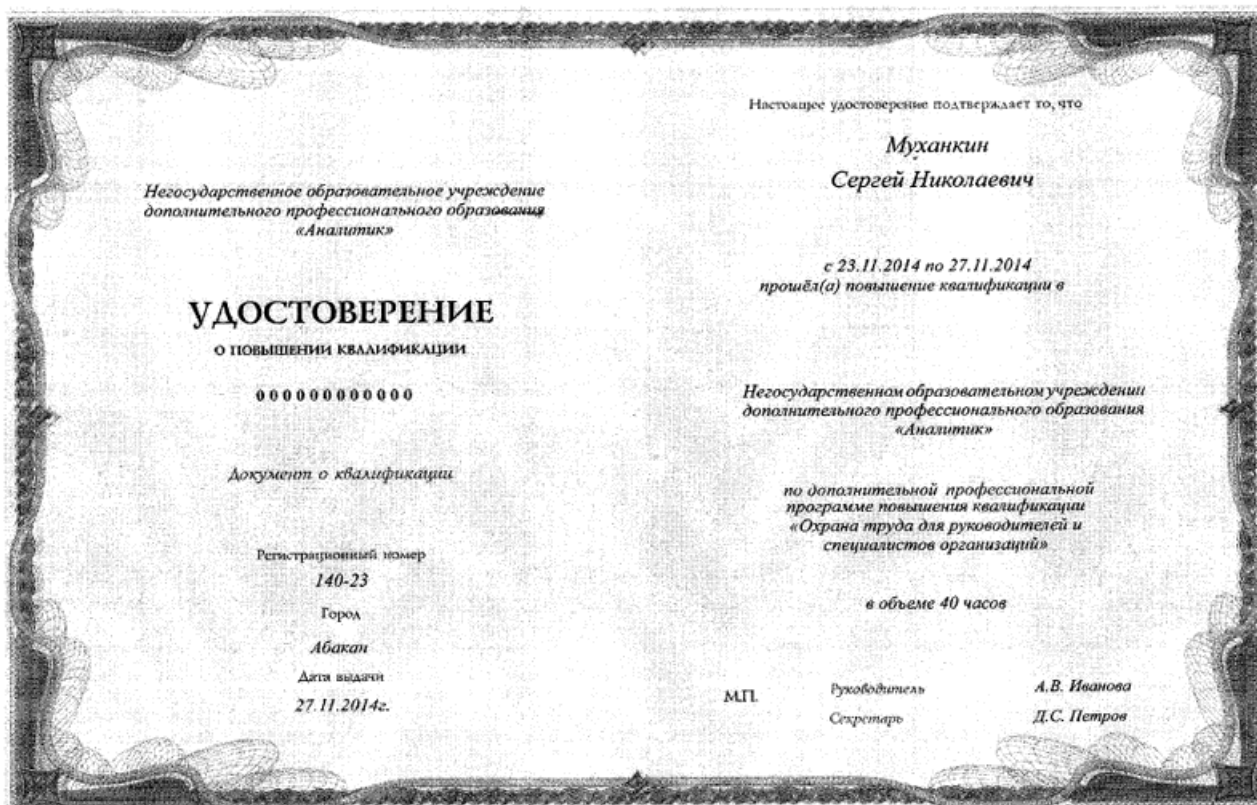 Негосударственное образовательное учреждение
дополнительного профессионального образования
«Аналитик»
УДОСТОВЕРЕНИЕ
О ПОВЫШЕНИИ КВАЛИФИКАЦИИ
000000000000
Документ о квалификации
Регистрационный номер
140-23
Город
Абакан
Дата выдачи
27.11.2014г.
Настоящее удостоверение подтверждает то, что
Муханкин
Сергей Николаевич
с 23.11.2014 по 27.11.2014
прошёл(а) повышение квалификации в
Негосударственном образовательном учреждении
дополнительного профессионального образования
«Аналитик»
по дополнительной профессиональной
программе повышения квалификации
«Охрана труда для руководителей и
специалистов организаций»
в объеме 40 часов
М.П.
Руководитель А.В. Иванова
Секретарь Д.С. Петров